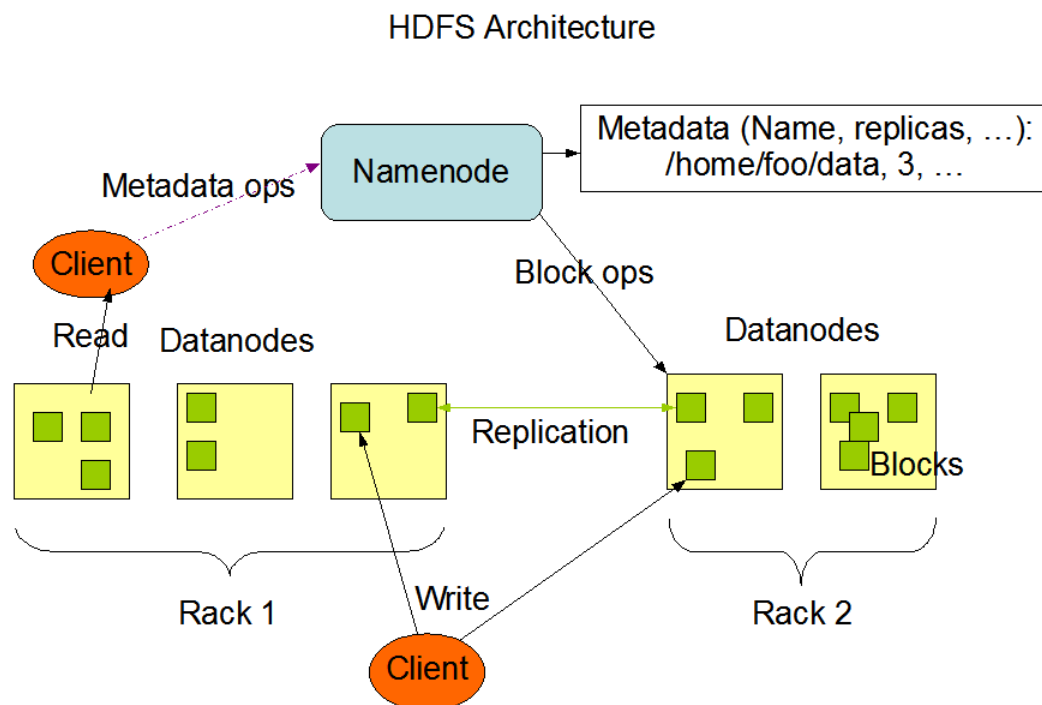 HDFS Architecture
Metadata (Name, replicas, …):
/home/foo/data, 3, …
Namenode
Metadata ops
Client
Block ops
Read
Datanodes
Datanodes
Replication
Blocks
Rack 1
Write
Rack 2
Client